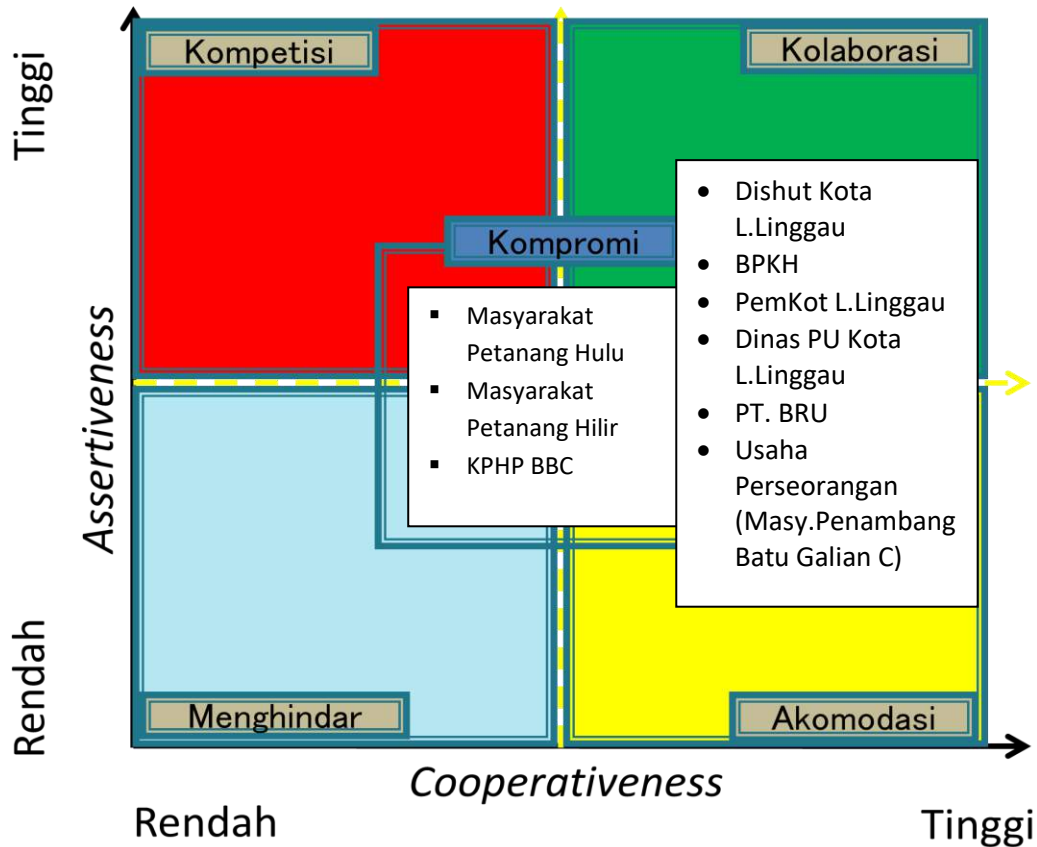 Tinggi
Kompetisi
Kolaborasi
Kompromi
• Dishut Kota
L.Linggau
• BPKH
• PemKot L.Linggau
• Dinas PU Kota
L.Linggau
• PT. BRU
• Usaha
Perseorangan
(Masy.Penambang
Batu Galian C)
▪ Masyarakat
Petanang Hulu
▪ Masyarakat
Petanang Hilir
▪ KPHP BBC
Assertiveness
Rendah
Menghindar
Akomodasi
Cooperativeness
Rendah
Tinggi